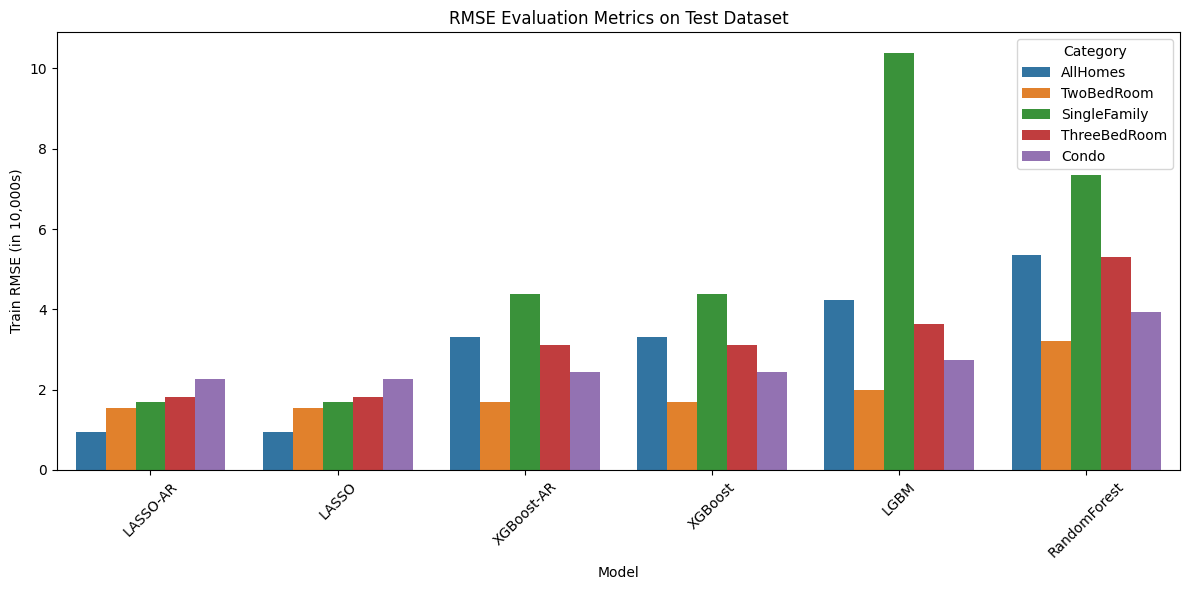 RMSE Evaluation Metrics on Test Dataset
Category
AllHomes
TwoBedRoom
SingleFamily
ThreeBedRoom
Condo
Train RMSE (in 10,000s)
10
8
6
4
2
0
LASSO-AR
LASSO
XGBoost-AR
XGBoost
LGBM
RandomForest
Model